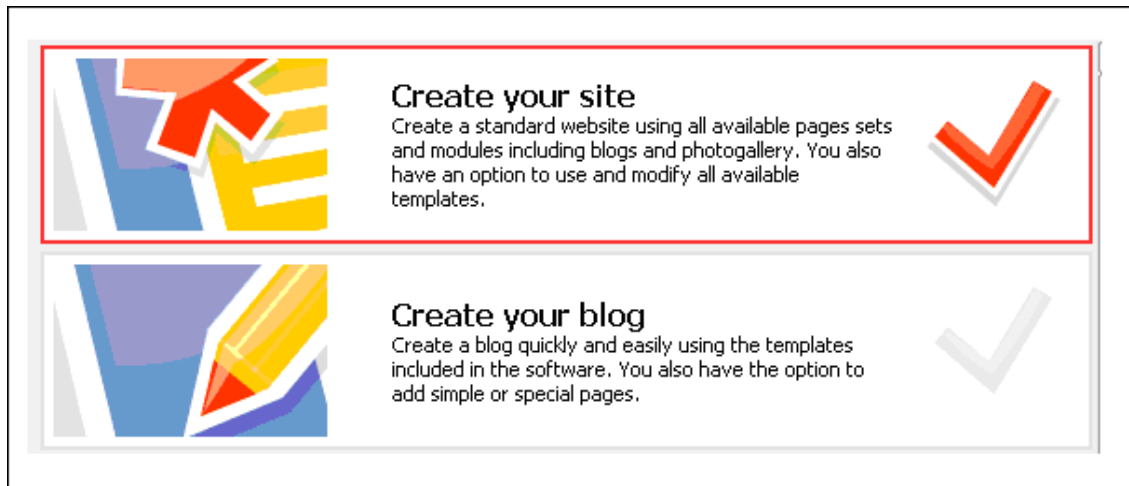 Create your site
Create a standard website using all available pages sets
and modules including blogs and photogallery. You also
have an option to use and modify all available
templates.
Create your blog
Create a blog quickly and easily using the templates
included in the software. You also have the option to
add simple or special pages.